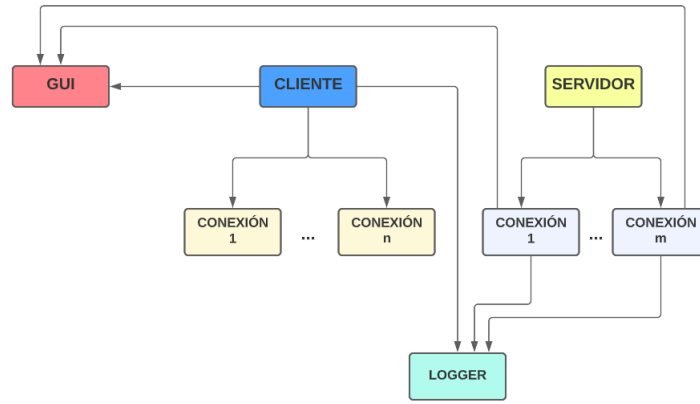 GUI
CLIENTE
SERVIDOR
CONEXIÓN
1
...
CONEXIÓN
n
CONEXIÓN
1
...
CONEXIÓN
m
LOGGER